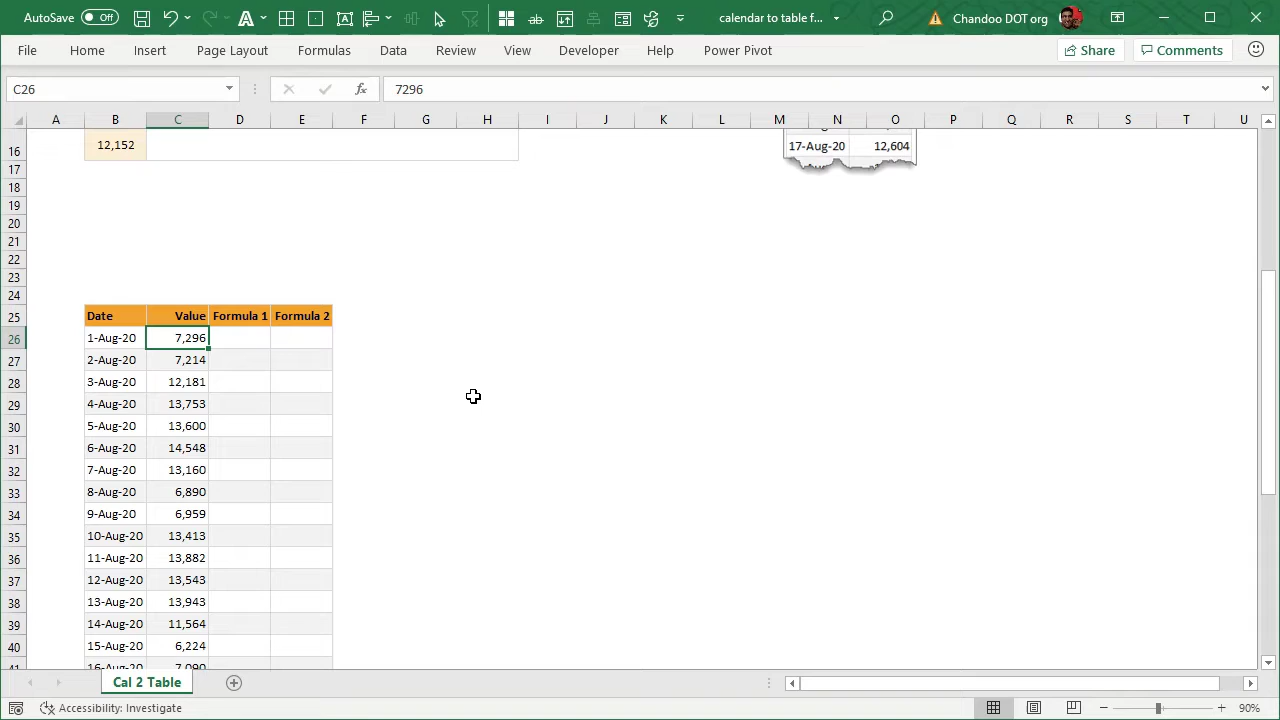 AutoSave Off calendar to table f... Chandoo DOT org
File Home Insert Page Layout Formulas Data Review View Developer Help Power Pivot Share Comments
C26 fx 7296
A B C D E F G H I J K L M N O P Q R S T U
16 12,152 17-Aug-20 12,604
17
18
19
20
21
22
23
24
25 Date Value Formula 1 Formula 2
26 1-Aug-20 7,296
27 2-Aug-20 7,214
28 3-Aug-20 12,181
29 4-Aug-20 13,753
30 5-Aug-20 13,600
31 6-Aug-20 14,548
32 7-Aug-20 13,160
33 8-Aug-20 6,890
34 9-Aug-20 6,959
35 10-Aug-20 13,413
36 11-Aug-20 13,882
37 12-Aug-20 13,543
38 13-Aug-20 13,943
39 14-Aug-20 11,564
40 15-Aug-20 6,224
41 16-Aug-20 7,090
Cal 2 Table
Accessibility: Investigate 90%